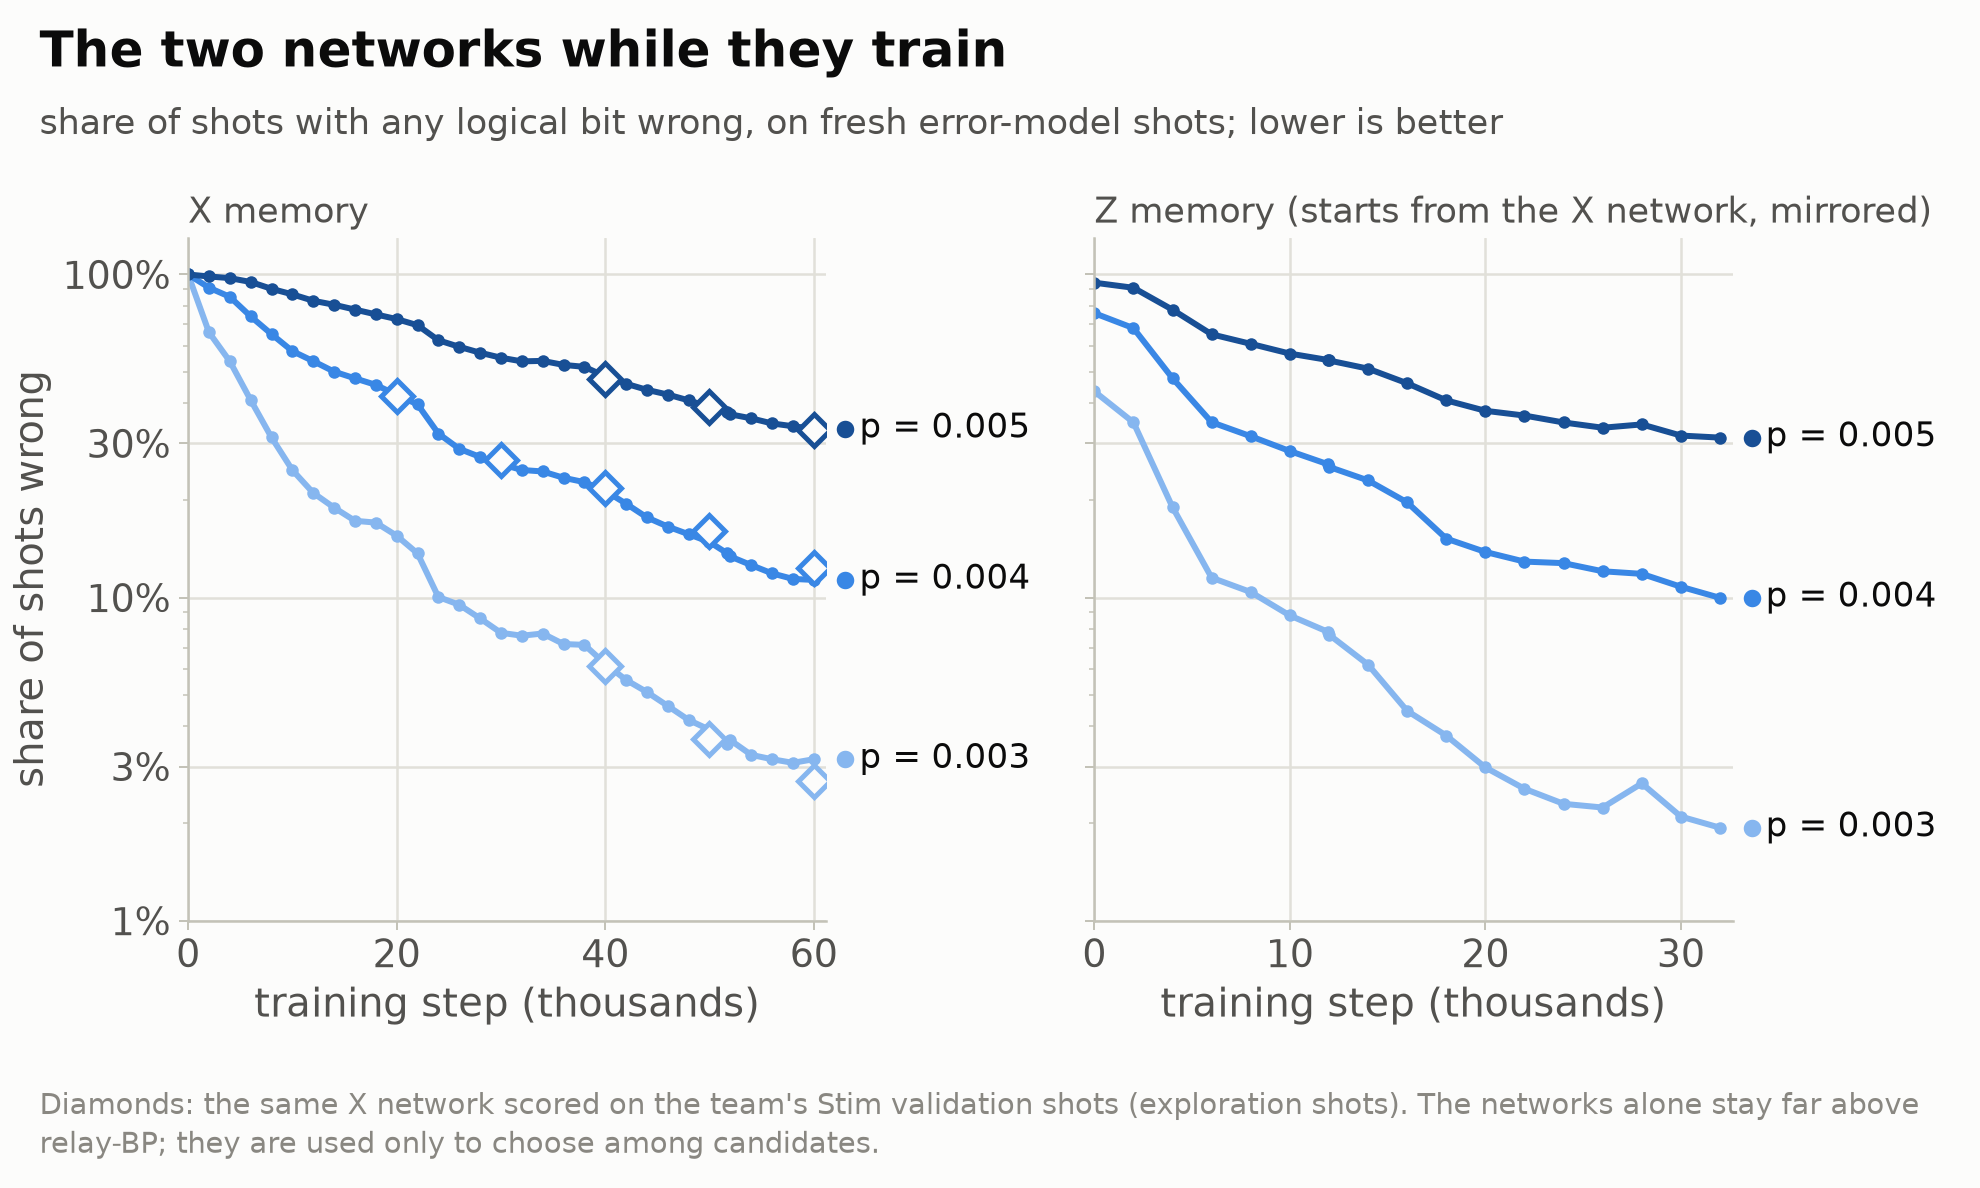 The two networks while they train
share of shots with any logical bit wrong, on fresh error-model shots; lower is better
X memory
share of shots wrong
100%
30%
10%
3%
1%
0 20 40 60
training step (thousands)
p = 0.005
p = 0.004
p = 0.003
Z memory (starts from the X network, mirrored)
0 10 20 30
training step (thousands)
p = 0.005
p = 0.004
p = 0.003
Diamonds: the same X network scored on the team's Stim validation shots (exploration shots). The networks alone stay far above
relay-BP; they are used only to choose among candidates.